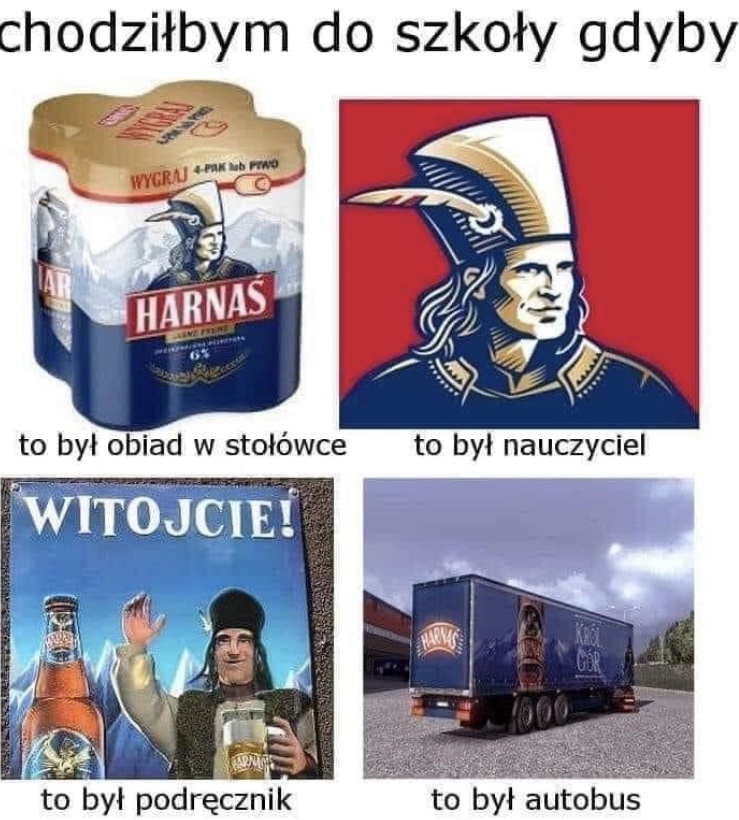 chodziłbym do szkoły gdyby
WYGRAJ
WYGRAJ 4-PAK lub PIWO
HARNAŚ
6%
to był obiad w stołówce
to był nauczyciel
WITOJCIE!
HARNAŚ
to był podręcznik
HARNAŚ
KRÓL
GÓR
to był autobus